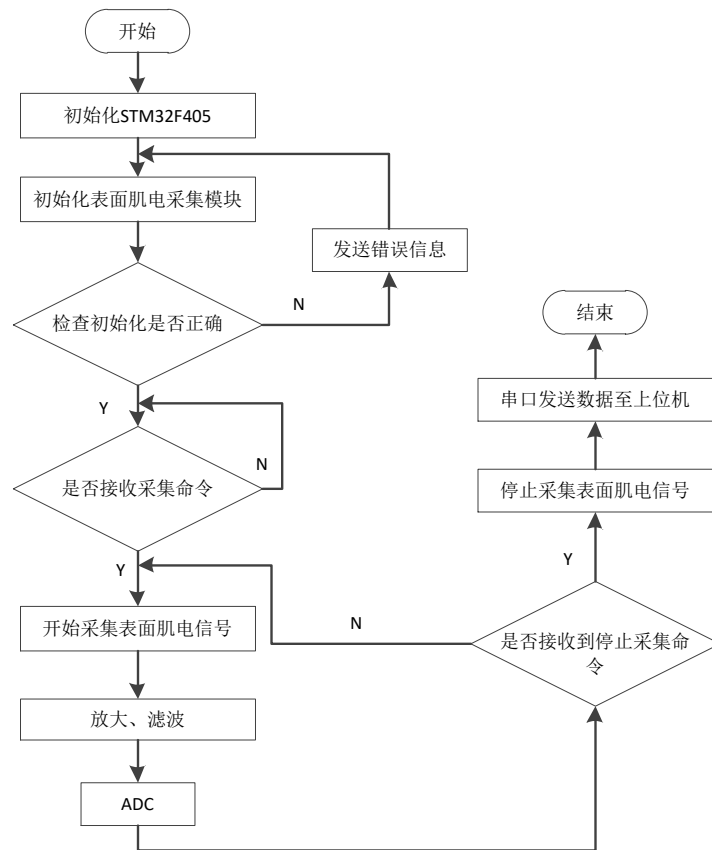 开始
初始化STM32F405
初始化表面肌电采集模块
发送错误信息
检查初始化是否正确
N
Y
是否接收采集命令
N
Y
开始采集表面肌电信号
放大、滤波
ADC
是否接收到停止采集命
令
N
Y
停止采集表面肌电信号
串口发送数据至上位机
结束